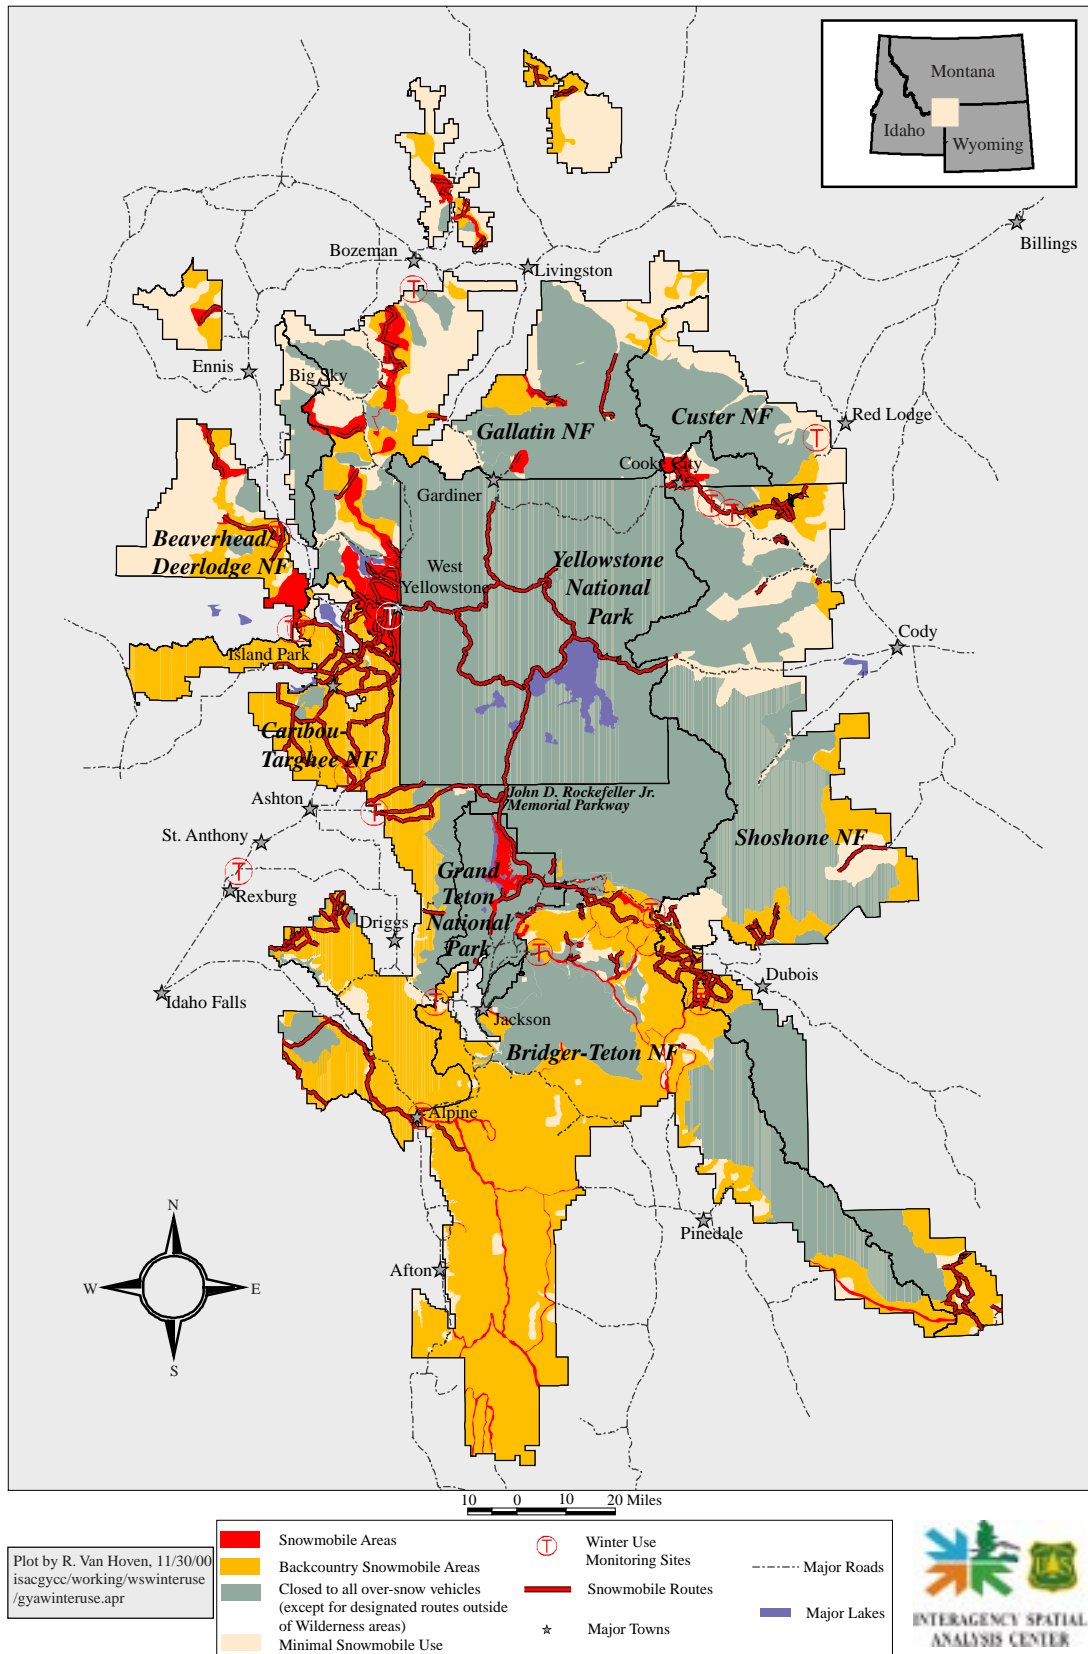 Montana
Idaho
Wyoming
Billings
Bozeman
Livingston
Ennis
Big Sky
Red Lodge
Custer NF
Gallatin NF
Cooke City
Gardiner
Beaverhead/
Deerlodge NF
West
Yellowstone
Yellowstone
National
Park
Cody
Island Park
Caribou-
Targhee NF
John D. Rockefeller Jr.
Memorial Parkway
Ashton
St. Anthony
Shoshone NF
Grand
Teton
National
Park
Rexburg
Driggs
Dubois
Idaho Falls
Jackson
Bridger-Teton NF
Alpine
N
W
E
S
Pinedale
Afton
10 0 10 20 Miles
Plot by R. Van Hoven, 11/30/00
isacgycc/working/wswinteruse
/gyawinteruse.apr
Snowmobile Areas
Backcountry Snowmobile Areas
Closed to all over-snow vehicles
(except for designated routes outside
of Wilderness areas)
Minimal Snowmobile Use
T
Winter Use
Monitoring Sites
Snowmobile Routes
Major Towns
Major Roads
Major Lakes
U S
INTERAGENCY SPATIAL
ANALYSIS CENTER